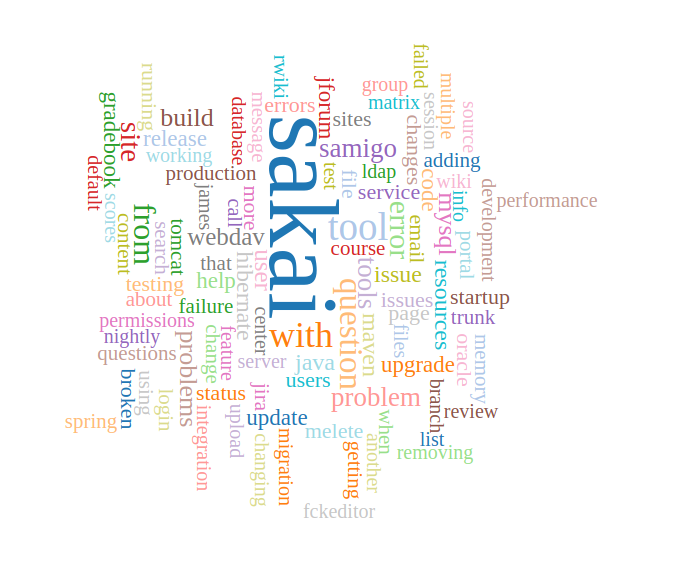 failed
rwiki
running
jforum
group
multiple
matrix
errors
message
database
gradebook
session
source
build
sites
site
release
changes
samigo
working
adding
default
production
test
ldap
file
code
wiki
sakai
service
james
more
call
info
mysql
development
performance
scores
from
content
search
tomcat
webdav
tool
error
email
course
portal
that
hibernate
user
tools
issue
resources
help
testing
question
about
failure
issues
startup
center
page
trunk
permissions
nightly
change
feature
with
maven
files
oracle
memory
questions
problems
server
java
upgrade
users
broken
using
status
jira
problem
branch
login
integration
upload
update
review
spring
when
melete
list
changing
migration
getting
another
removing
fckeditor